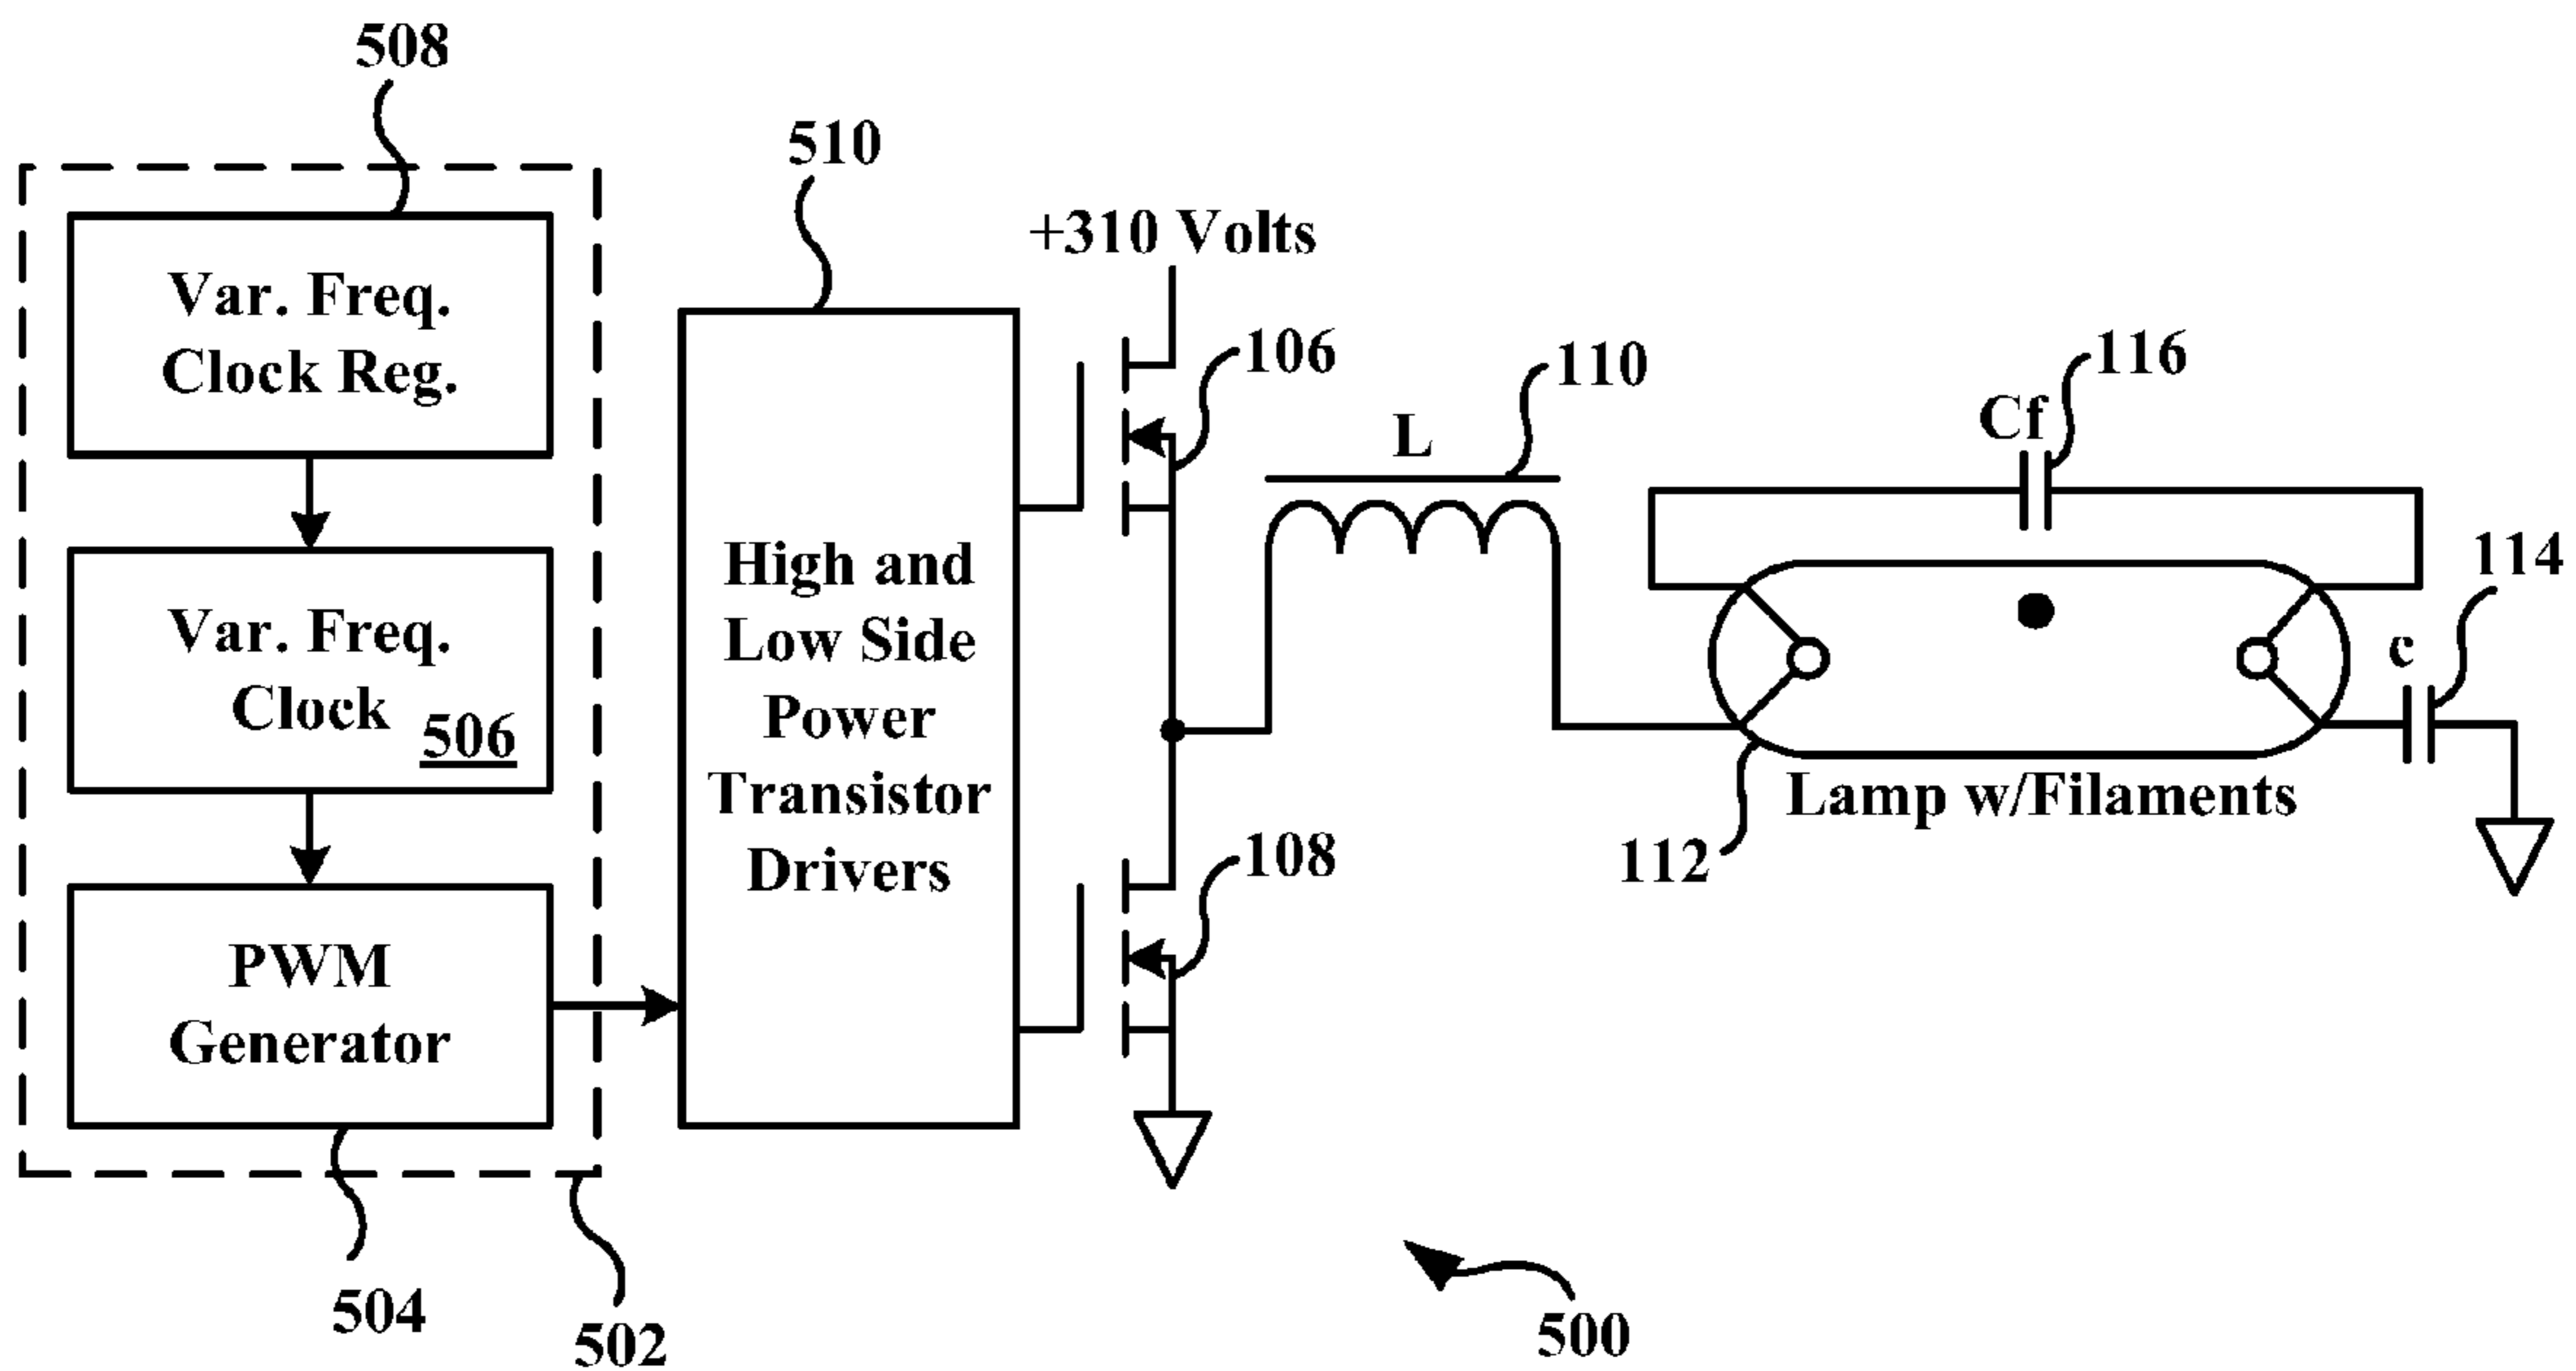 508
510
+310 Volts
Var. Freq.
Clock Reg.
106
110
116
L
Cf
Var. Freq.
Clock
506
High and
Low Side
Power
Transistor
Drivers
114
c
Lamp w/Filaments
112
108
PWM
Generator
504
502
500